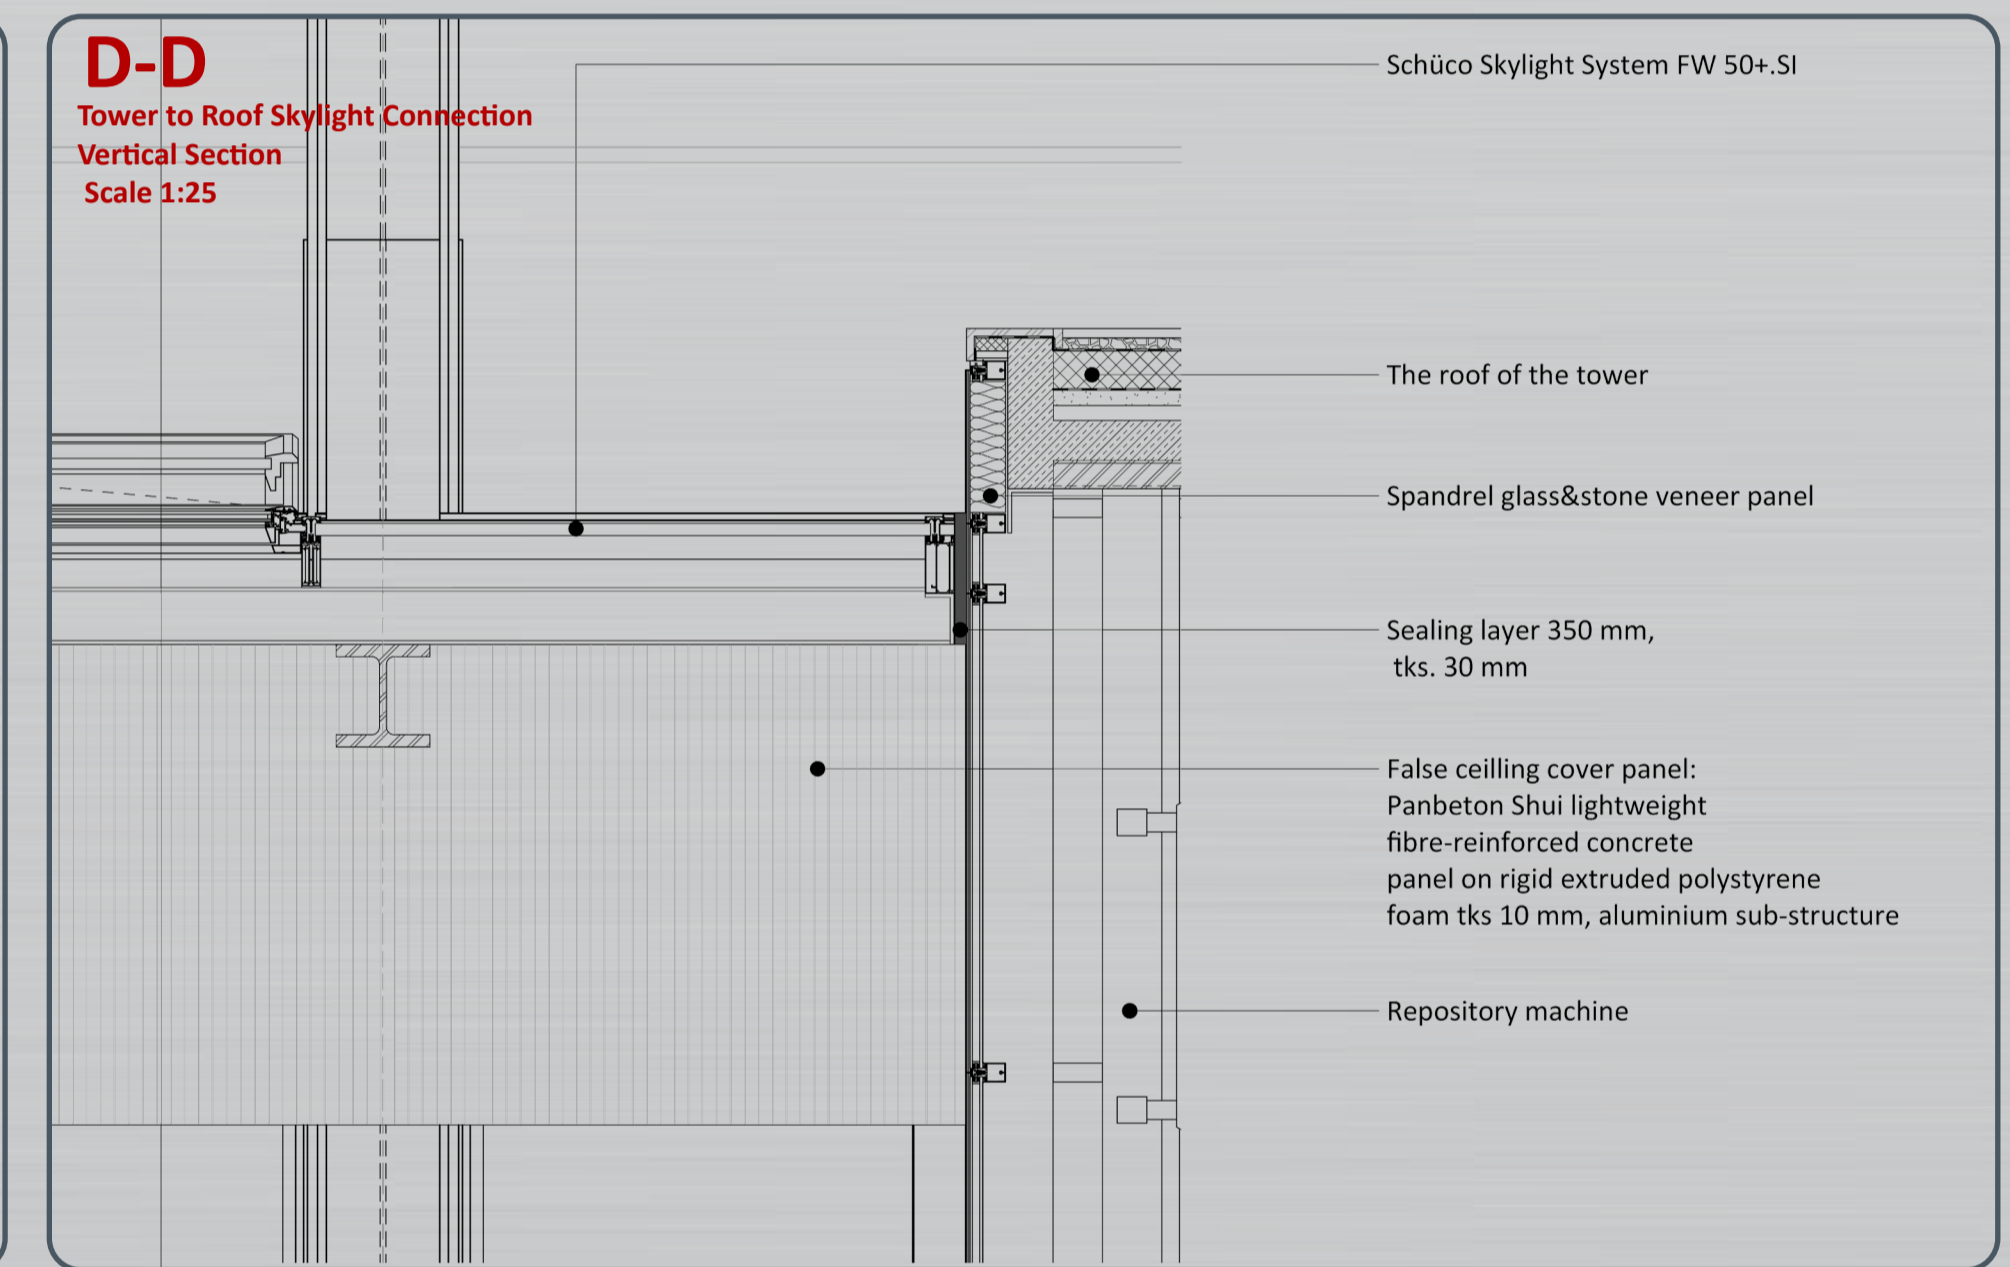 D-D
Tower to Roof Skylight Connection
Vertical Section
Scale 1:25
Schüco Skylight System FW 50+.SI
The roof of the tower
Spandrel glass&stone veneer panel
Sealing layer 350 mm,
tks. 30 mm
False ceilling cover panel:
Panbeton Shui lightweight
fibre-reinforced concrete
panel on rigid extruded polystyrene
foam tks 10 mm, aluminium sub-structure
Repository machine